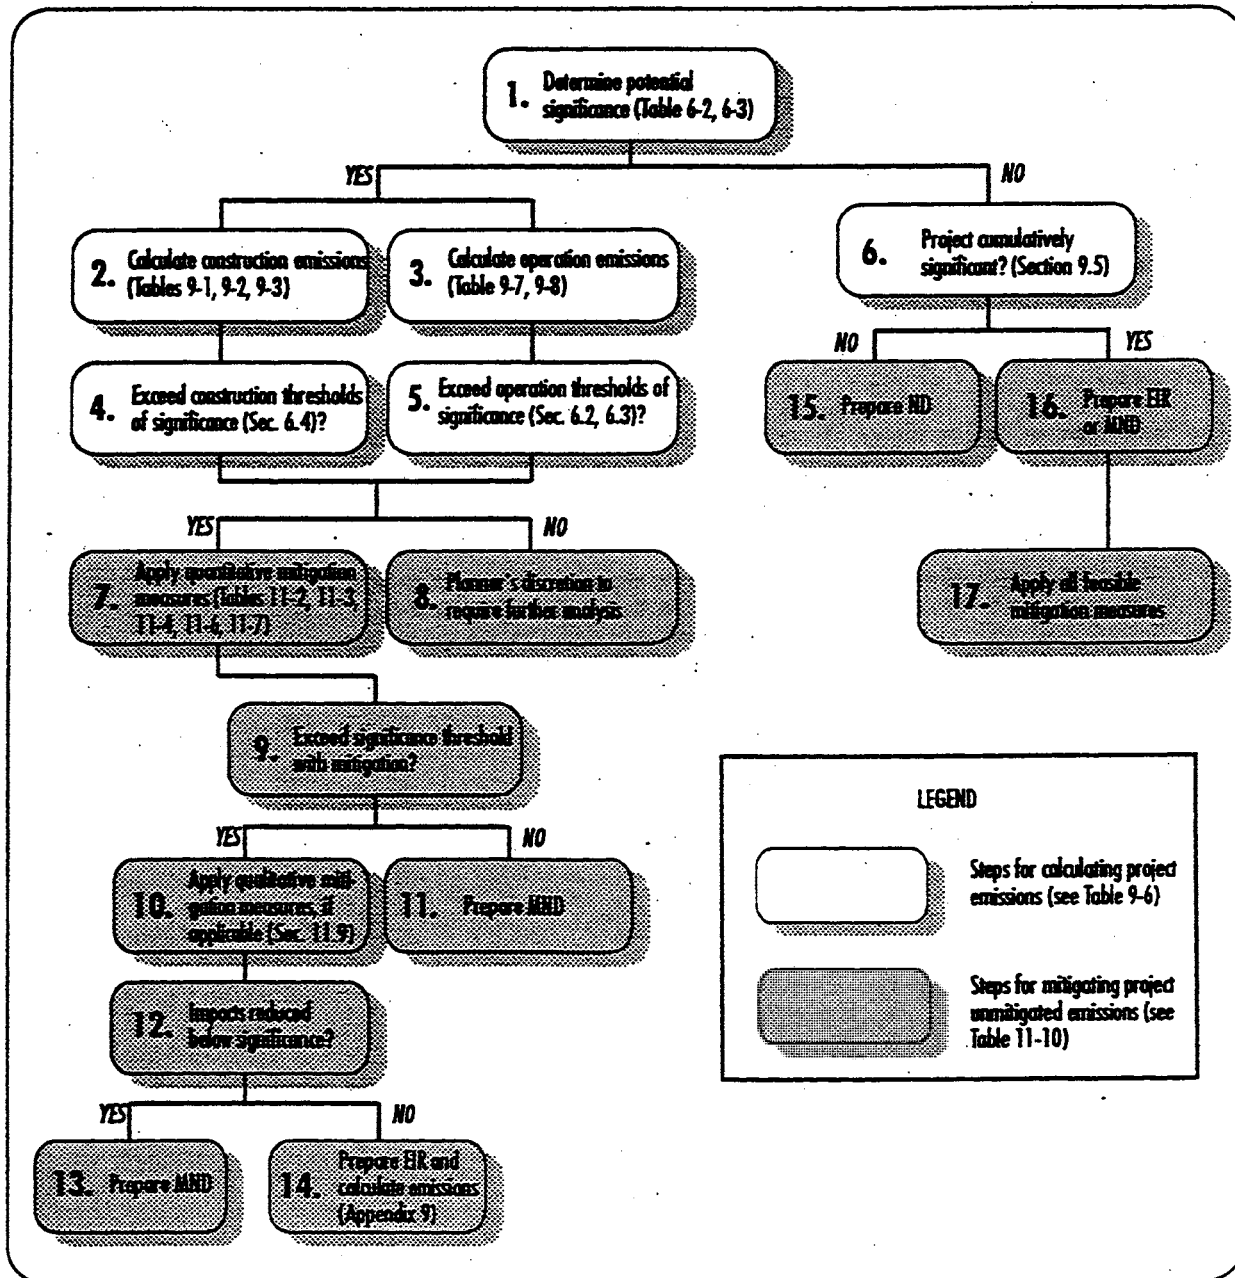 1. Determine potential
significance (Table 6-2, 6-3)
YES
NO
2. Calculate construction emissions
(Tables 9-1, 9-2, 9-3)
3. Calculate operation emissions
(Table 9-7, 9-8)
6. Project cumulatively
significant? (Section 9.5)
NO
YES
4. Exceed construction thresholds
of significance (Sec. 6.4)?
5. Exceed operation thresholds of
significance (Sec. 6.2, 6.3)?
15. Prepare ND
16. Prepare EIR
or MND
YES
NO
7. Apply quantitative mitigation
measures (Tables 11-2, 11-3,
11-4, 11-6, 11-7)
8. Planner's discretion to
require further analysis
17. Apply all feasible
mitigation measures
9. Exceed significance threshold
with mitigation?
YES
NO
10. Apply qualitative miti-
gation measures, if
applicable (Sec. 11.9)
11. Prepare MND
12. Impacts reduced
below significance?
YES
NO
13. Prepare MND
14. Prepare EIR and
calculate emissions
(Appendix 9)
LEGEND
Steps for calculating project
emissions (see Table 9-6)
Steps for mitigating project
unmitigated emissions (see
Table 11-10)